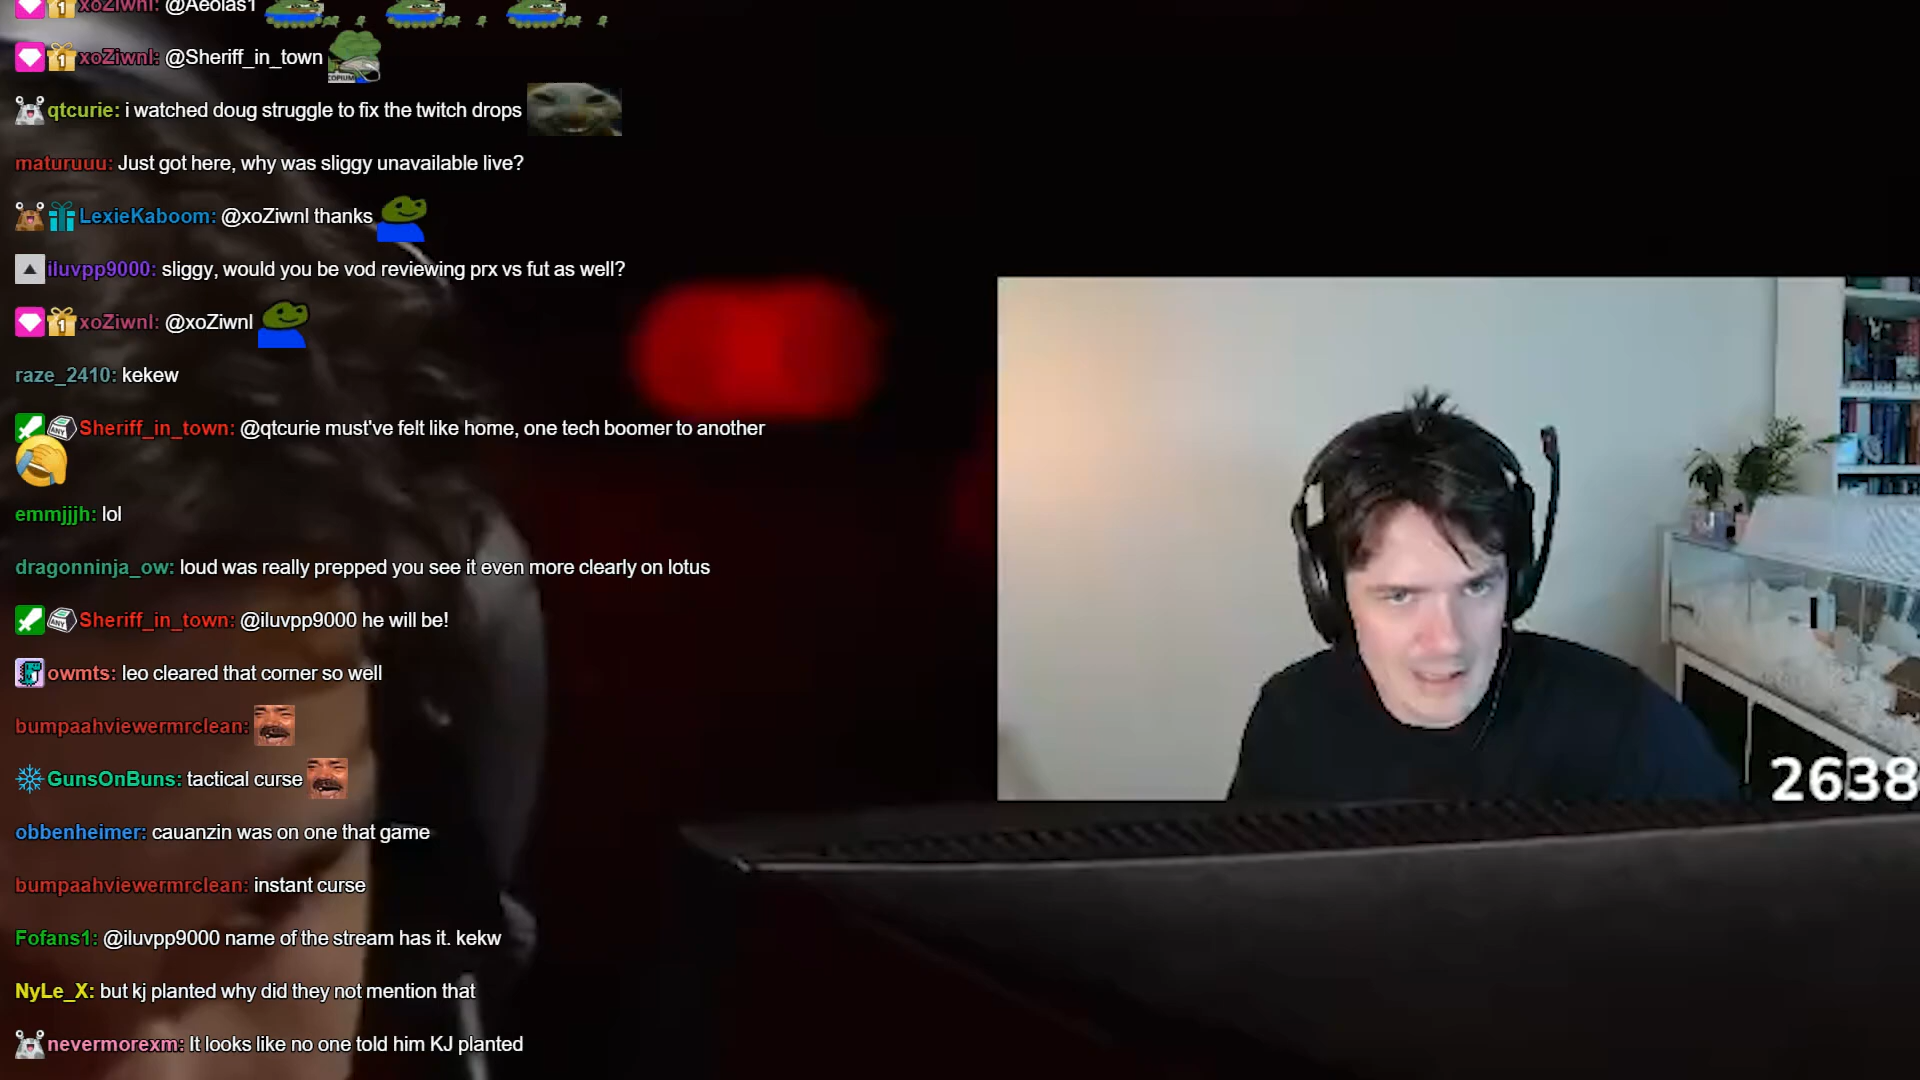 xoZiwnl: @Aeolas1
xoZiwnl: @Sheriff_in_town
COPIUM
qtcurie: i watched doug struggle to fix the twitch drops
maturuuu: Just got here, why was sliggy unavailable live?
LexieKaboom: @xoZiwnl thanks
iluvpp9000: sliggy, would you be vod reviewing prx vs fut as well?
xoZiwnl: @xoZiwnl
raze_2410: kekew
ANY Sheriff_in_town: @qtcurie must've felt like home, one tech boomer to another
emmjjjh: lol
dragonninja_ow: loud was really prepped you see it even more clearly on lotus
ANY Sheriff_in_town: @iluvpp9000 he will be!
owmts: leo cleared that corner so well
bumpaahviewermrclean:
GunsOnBuns: tactical curse
2638
obbenheimer: cauanzin was on one that game
bumpaahviewermrclean: instant curse
Fofans1: @iluvpp9000 name of the stream has it. kekw
NyLe_X: but kj planted why did they not mention that
nevermorexm: It looks like no one told him KJ planted